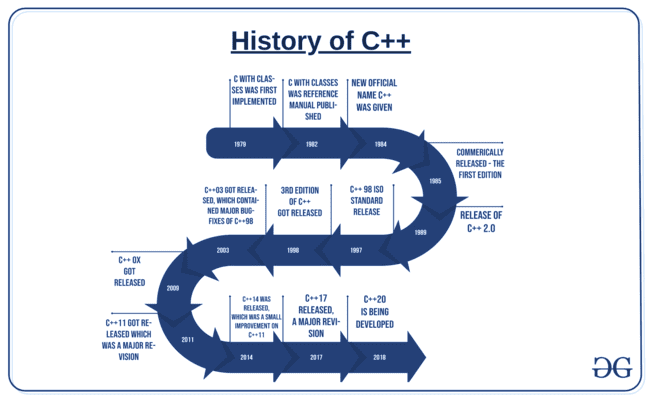 History of C++
C WITH CLAS-
SES WAS FIRST
IMPLEMENTED
C WITH CLASSES
WAS REFERENCE
MANUAL PUBLI-
SHED
NEW OFFICIAL
NAME C++
WAS GIVEN
1979
1982
1984
COMMERICALLY
RELEASED - THE
FIRST EDITION
1985
RELEASE OF
C++ 2.0
1989
C++ 98 ISO
STANDARD
RELEASE
1997
3RD EDITION
OF C++
GOT RELEASED
1998
C++03 GOT RELEA-
SED, WHICH CONTAI-
NED MAJOR BUG-
FIXES OF C++98
2003
C++ 0X
GOT
RELEASED
2009
C++11 GOT RE-
LEASED WHICH
WAS A MAJOR RE-
VISION
2011
C++14 WAS
RELEASED,
WHICH WAS A SMALL
IMPROVEMENT ON
C++11
2014
C++17
RELEASED,
A MAJOR REVI-
SION
2017
C++20
IS BEING
DEVELOPED
2018